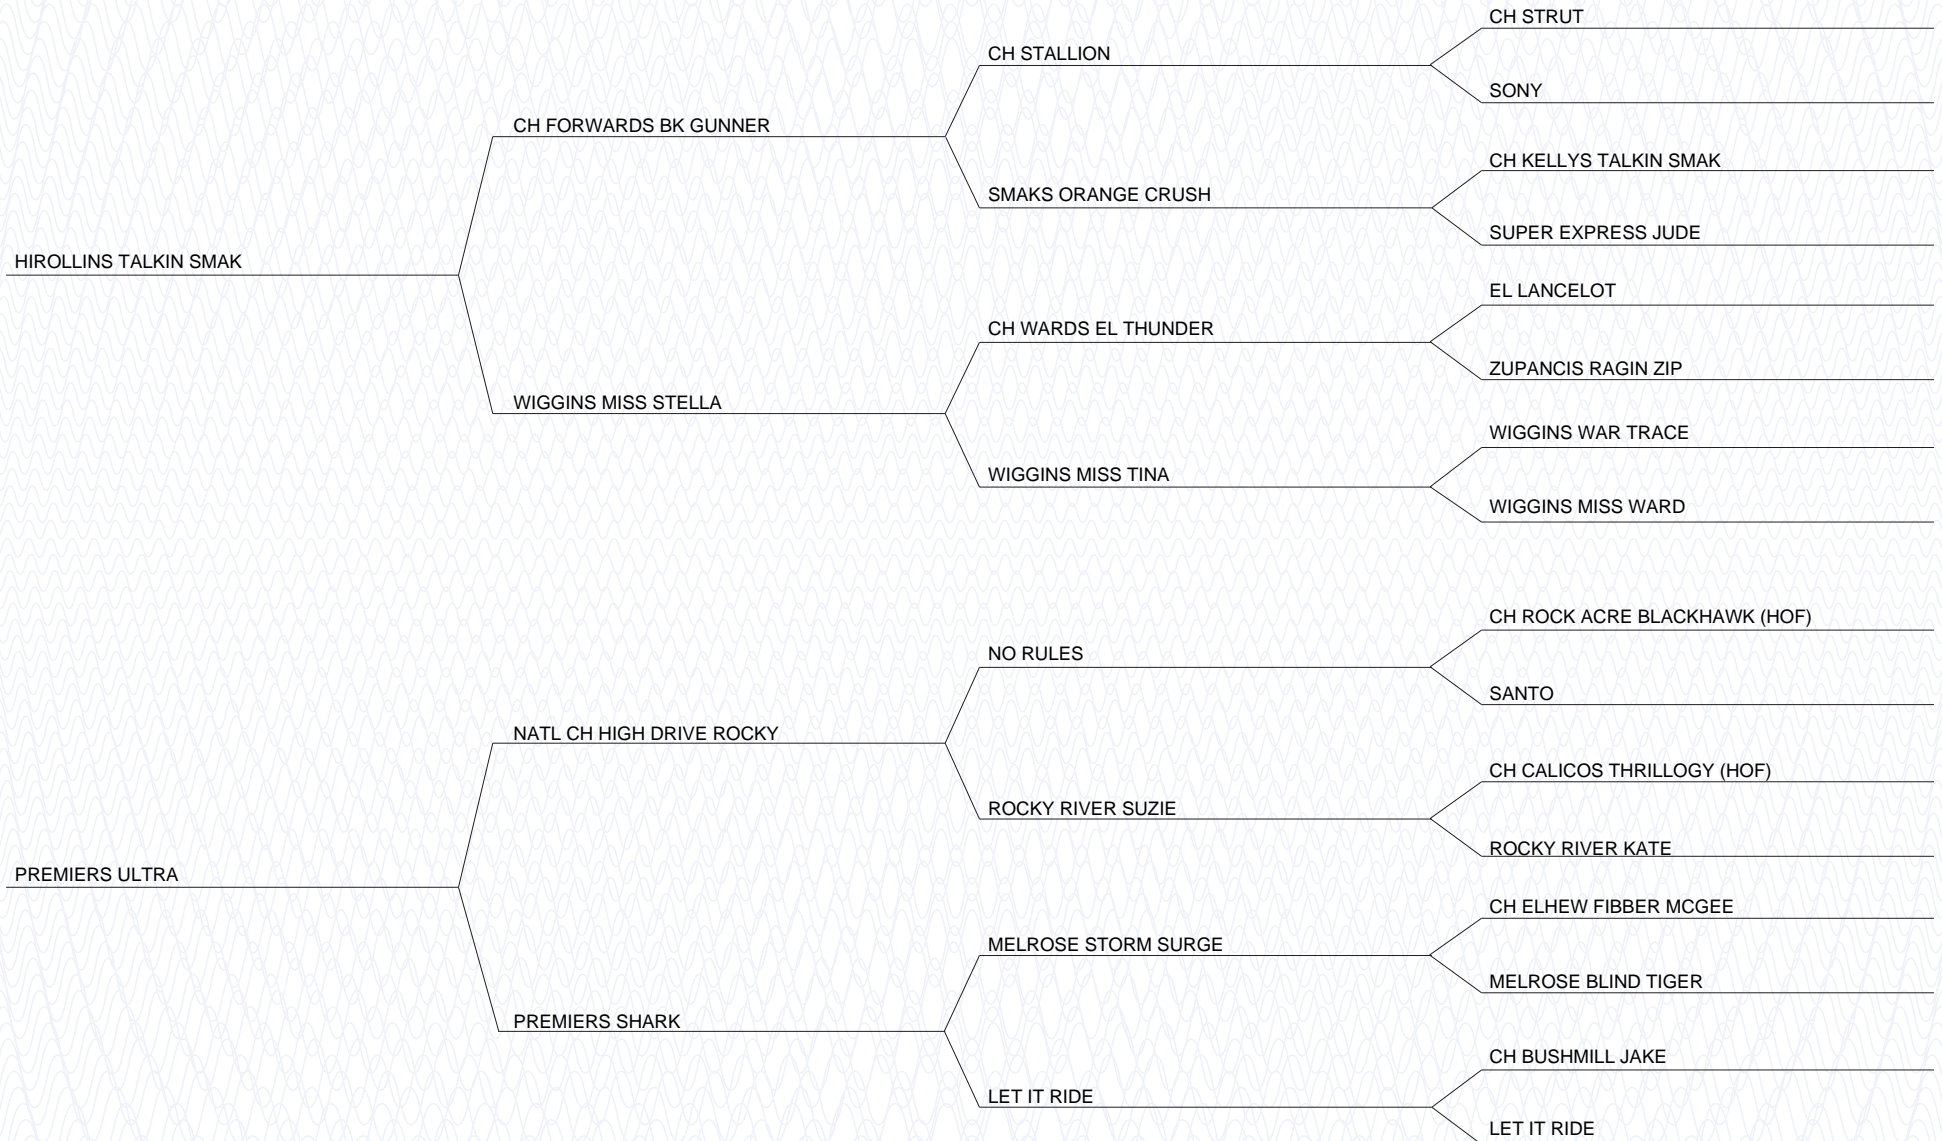 CH STRUT
CH STALLION
SONY
CH FORWARDS BK GUNNER
CH KELLYS TALKIN SMAK
SMAKS ORANGE CRUSH
SUPER EXPRESS JUDE
HIROLLINS TALKIN SMAK
EL LANCELOT
CH WARDS EL THUNDER
ZUPANCIS RAGIN ZIP
WIGGINS MISS STELLA
WIGGINS WAR TRACE
WIGGINS MISS TINA
WIGGINS MISS WARD
CH ROCK ACRE BLACKHAWK (HOF)
NO RULES
SANTO
NATL CH HIGH DRIVE ROCKY
CH CALICOS THRILLOGY (HOF)
ROCKY RIVER SUZIE
ROCKY RIVER KATE
PREMIERS ULTRA
CH ELHEW FIBBER MCGEE
MELROSE STORM SURGE
MELROSE BLIND TIGER
PREMIERS SHARK
CH BUSHMILL JAKE
LET IT RIDE
LET IT RIDE